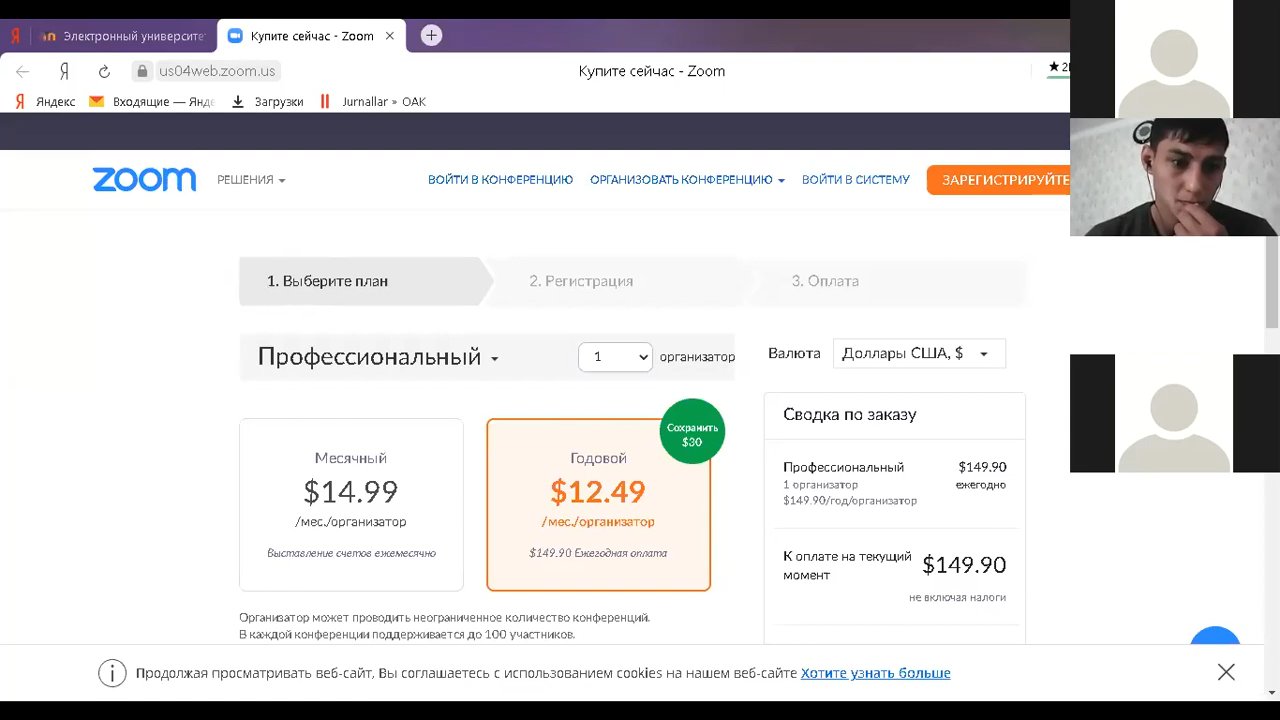 Электронный университе
Купите сейчас - Zoom
us04web.zoom.us
Купите сейчас - Zoom
Яндекс
Входящие — Янде
Загрузки
Jurnallar » OAK
zoom
РЕШЕНИЯ
ВОЙТИ В КОНФЕРЕНЦИЮ
ОРГАНИЗОВАТЬ КОНФЕРЕНЦИЮ
ВОЙТИ В СИСТЕМУ
ЗАРЕГИСТРИРУЙТЕ
1. Выберите план
2. Регистрация
3. Оплата
Профессиональный
1
организатор
Валюта
Доллары США, $
Месячный
$14.99
/мес./организатор
Выставление счетов ежемесячно
Сохранить
$30
Годовой
$12.49
/мес./организатор
$149.90 Ежегодная оплата
Сводка по заказу
Профессиональный $149.90
1 организатор ежегодно
$149.90/год/организатор
К оплате на текущий
момент
$149.90
не включая налоги
Организатор может проводить неограниченное количество конференций.
В каждой конференции поддерживается до 100 участников.
Продолжая просматривать веб-сайт, Вы соглашаетесь с использованием cookies на нашем веб-сайте Хотите узнать больше